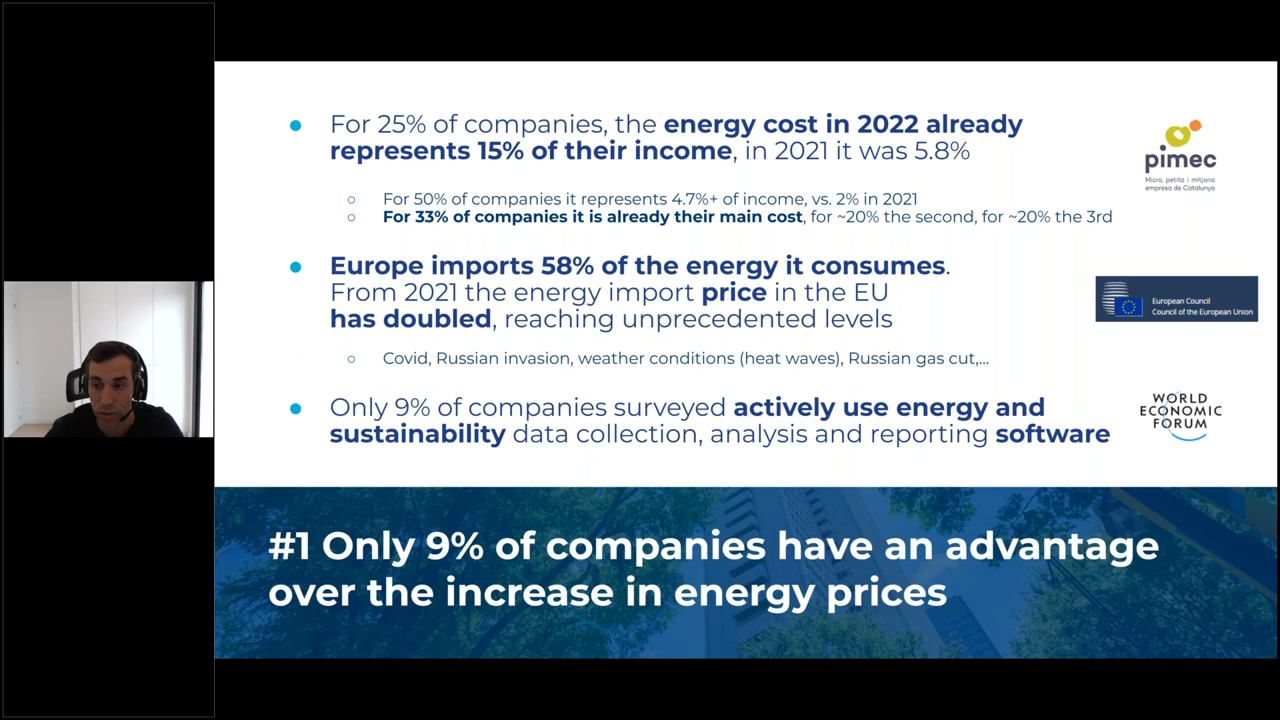 For 25% of companies, the energy cost in 2022 already
represents 15% of their income, in 2021 it was 5.8%
pimec
Micro, petita i mitjana
empresa de Catalunya
For 50% of companies it represents 4.7%+ of income, vs. 2% in 2021
For 33% of companies it is already their main cost, for ~20% the second, for ~20% the 3rd
Europe imports 58% of the energy it consumes.
From 2021 the energy import price in the EU
has doubled, reaching unprecedented levels
European Council
Council of the European Union
Covid, Russian invasion, weather conditions (heat waves), Russian gas cut,...
Only 9% of companies surveyed actively use energy and
sustainability data collection, analysis and reporting software
WORLD
ECONOMIC
FORUM
#1 Only 9% of companies have an advantage
over the increase in energy prices